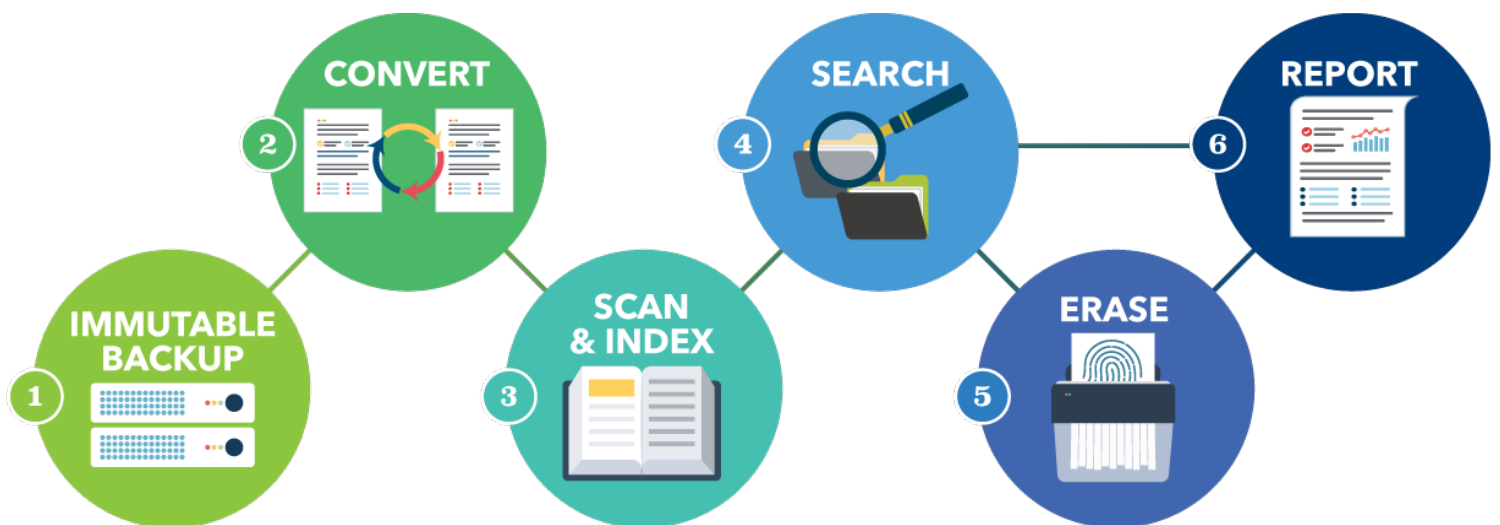 1
IMMUTABLE
BACKUP
2
CONVERT
3
SCAN
& INDEX
4
SEARCH
5
ERASE
6
REPORT